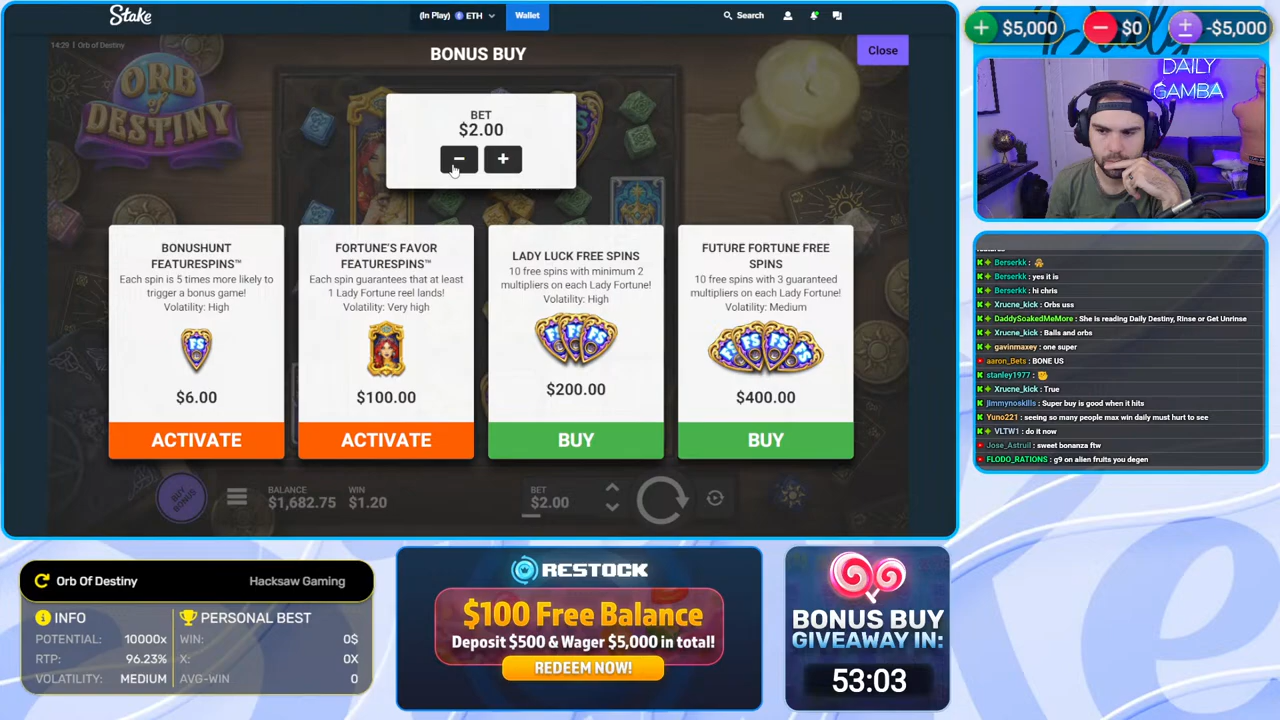 Stake
(In Play) ETH
Wallet
Search
$5,000
$0
-$5,000
14:29 | Orb of Destiny
BONUS BUY
Close
ORB
of
DESTINY
BET
$2.00
−
+
BONUSHUNT
FEATURESPINS™
Each spin is 5 times more likely to
trigger a bonus game!
Volatility: High
FS
$6.00
ACTIVATE
FORTUNE'S FAVOR
FEATURESPINS™
Each spin guarantees that at least
1 Lady Fortune reel lands!
Volatility: Very high
$100.00
ACTIVATE
LADY LUCK FREE SPINS
10 free spins with minimum 2
multipliers on each Lady Fortune!
Volatility: High
$200.00
BUY
FUTURE FORTUNE FREE
SPINS
10 free spins with 3 guaranteed
multipliers on each Lady Fortune!
Volatility: Medium
$400.00
BUY
BUY
BONUS
BALANCE
$1,682.75
WIN
$1.20
BET
$2.00
DAILY
GAMBA
Berserkk :
Berserkk : yes it is
Berserkk : hi chris
Xrucne_kick : Orbs uss
DaddySoakedMeMore : She is reading Daily Destiny, Rinse or Get Unrinse
Xrucne_kick : Balls and orbs
gavinmaxey : one super
aaron_Bets : BONE US
stanley1977 :
Xrucne_kick : True
Jimmynoskills : Super buy is good when it hits
Yuno221 : seeing so many people max win daily must hurt to see
VLTW1 : do it now
Jose_Astruil : sweet bonanza ftw
FLODO_RATIONS : g9 on alien fruits you degen
Orb Of Destiny
Hacksaw Gaming
INFO
POTENTIAL: 10000x
RTP: 96.23%
VOLATILITY: MEDIUM
PERSONAL BEST
WIN: 0$
X: 0X
AVG-WIN 0
RESTOCK
$100 Free Balance
Deposit $500 & Wager $5,000 in total!
REDEEM NOW!
BONUS BUY
GIVEAWAY IN:
53:03